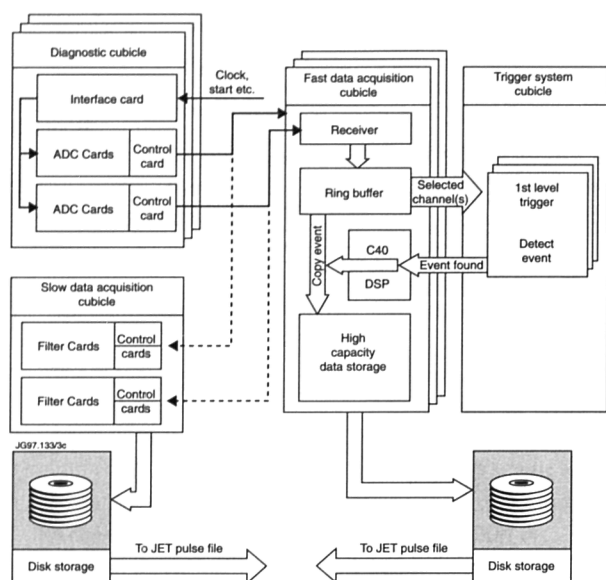 Diagnostic cubicle
Interface card
ADC Cards
Control
card
ADC Cards
Control
card
Clock,
start etc.
Fast data acquisition
cubicle
Receiver
Ring buffer
Selected
channel(s)
Copy event
C40
DSP
Event found
High
capacity
data storage
Trigger system
cubicle
1st level
trigger
Detect
event
Slow data acquisition
cubicle
Filter Cards
Control
cards
Filter Cards
Control
cards
JG97.133/3c
Disk storage
To JET pulse file
To JET pulse file
Disk storage